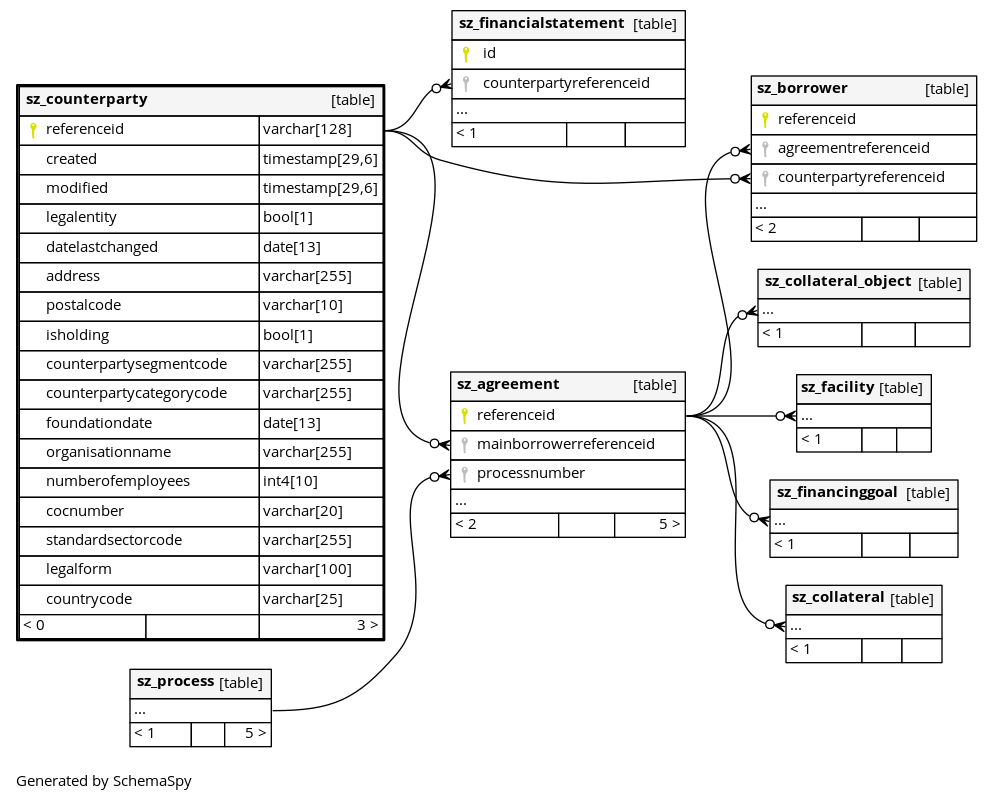 sz_counterparty [table]
referenceid varchar[128]
created timestamp[29,6]
modified timestamp[29,6]
legalentity bool[1]
datelastchanged date[13]
address varchar[255]
postalcode varchar[10]
isholding bool[1]
counterpartysegmentcode varchar[255]
counterpartycategorycode varchar[255]
foundationdate date[13]
organisationname varchar[255]
numberofemployees int4[10]
cocnumber varchar[20]
standardsectorcode varchar[255]
legalform varchar[100]
countrycode varchar[25]
< 0 3 >
sz_process [table]
...
< 1 5 >
sz_financialstatement [table]
id
counterpartyreferenceid
...
< 1
sz_agreement [table]
referenceid
mainborrowerreferenceid
processnumber
...
< 2 5 >
sz_borrower [table]
referenceid
agreementreferenceid
counterpartyreferenceid
...
< 2
sz_collateral_object [table]
...
< 1
sz_facility [table]
...
< 1
sz_financinggoal [table]
...
< 1
sz_collateral [table]
...
< 1
Generated by SchemaSpy